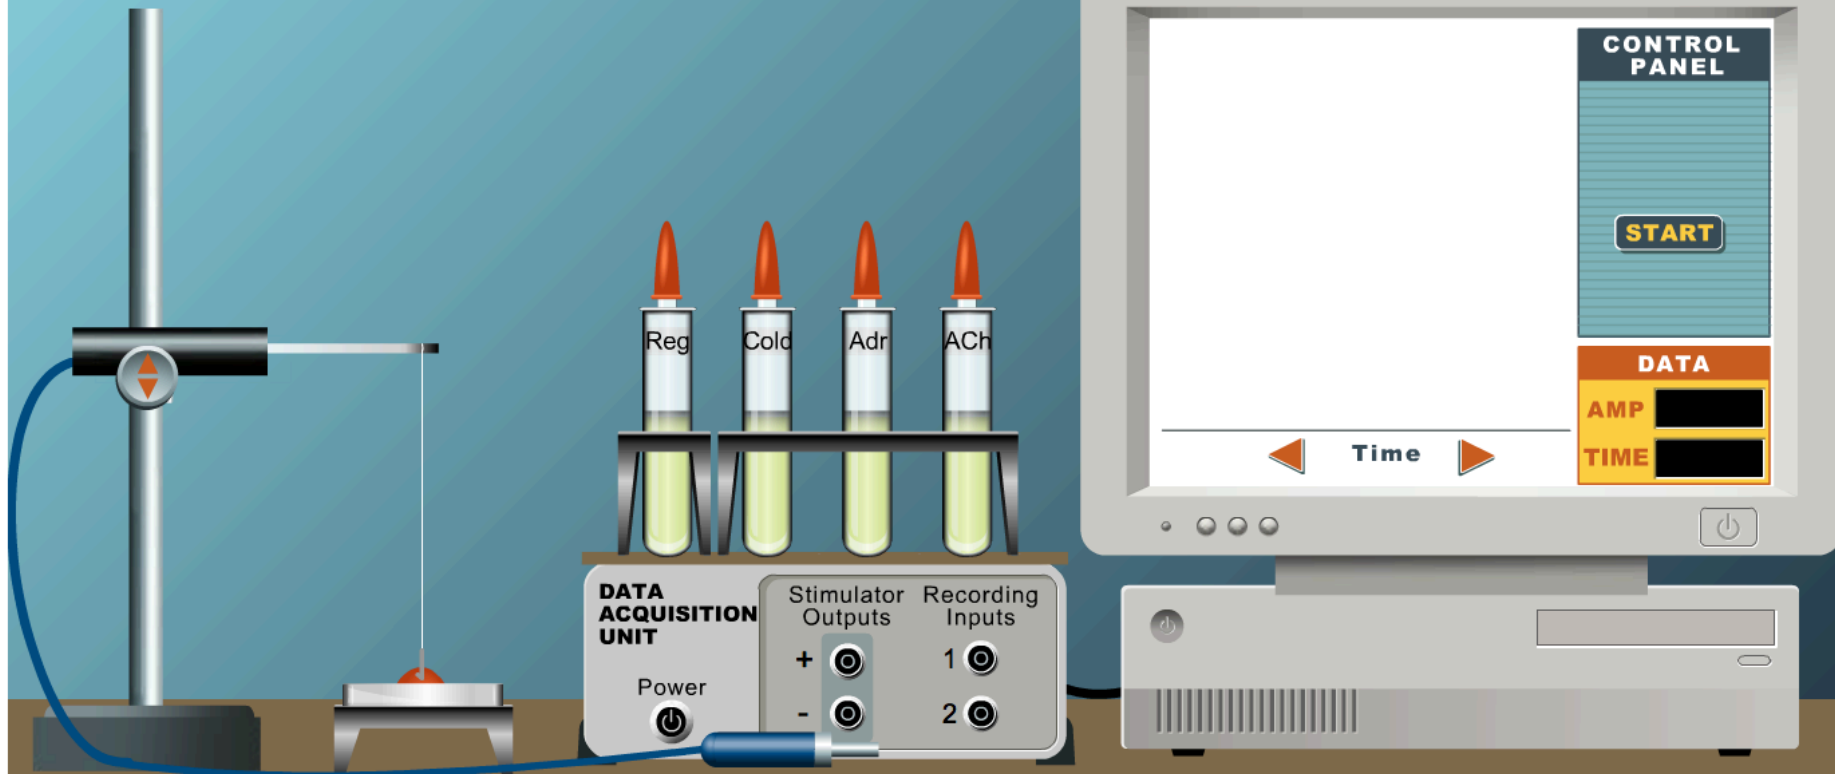 CONTROL
PANEL
START
DATA
AMP
TIME
Time
Reg
Cold
Adr
ACh
DATA
ACQUISITION
UNIT
Power
Stimulator
Outputs
+
-
Recording
Inputs
1
2